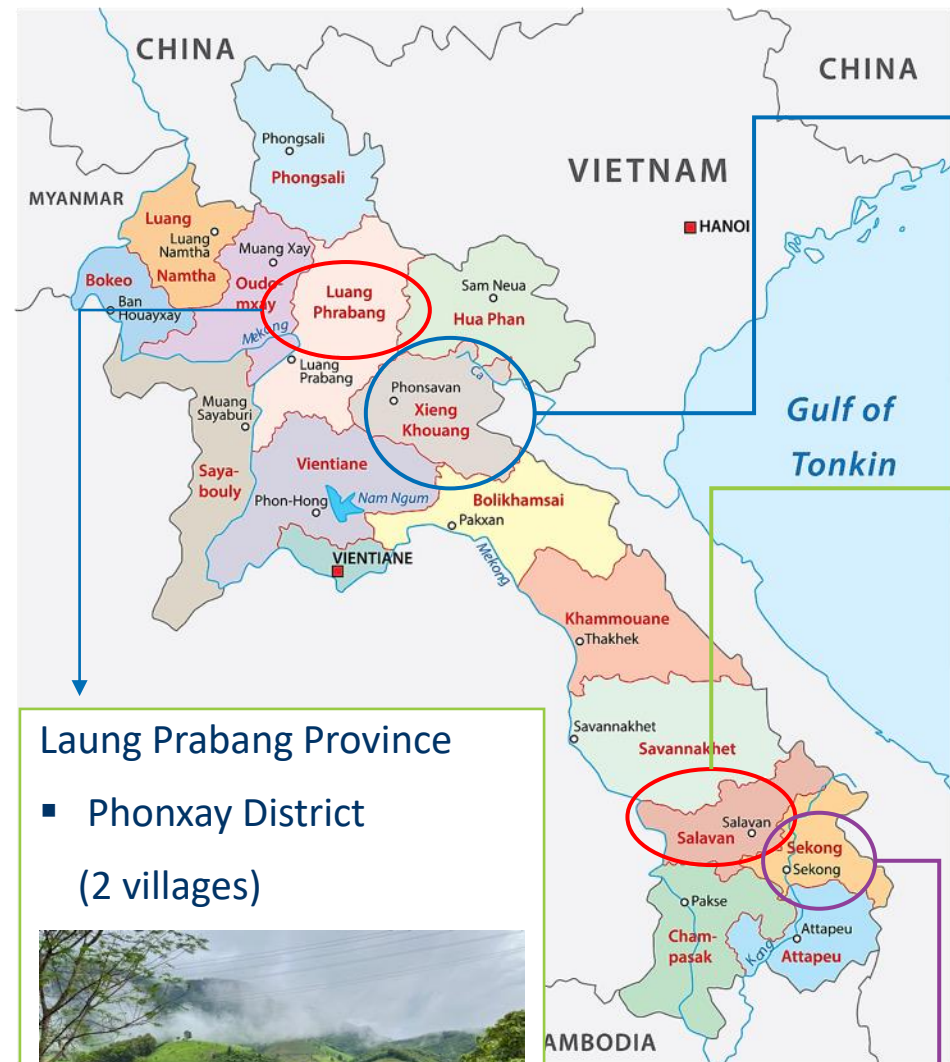 CHINA
CHINA
Phongsali
Phongsali
VIETNAM
MYANMAR
HANOI
Luang
Namtha
Luang
Namtha
Muang Xay
Oudo-
mxay
Bokeo
Ban
Houayxay
Luang
Phrabang
Sam Neua
Hua Phan
Mekong
Luang
Prabang
Ca
Phonsavan
Xieng
Khouang
Muang
Sayaburi
Gulf of
Tonkin
Saya-
bouly
Vientiane
Phon-Hong
Nam Ngum
Bolikhamsai
Pakxan
VIENTIANE
Mekong
Khammouane
Thakhek
Savannakhet
Savannakhet
Laung Prabang Province
▪ Phonxay District
(2 villages)
Salavan
Salavan
Sekong
Sekong
Pakse
Cham-
pasak
Kong
Attapeu
Attapeu
AMBODIA